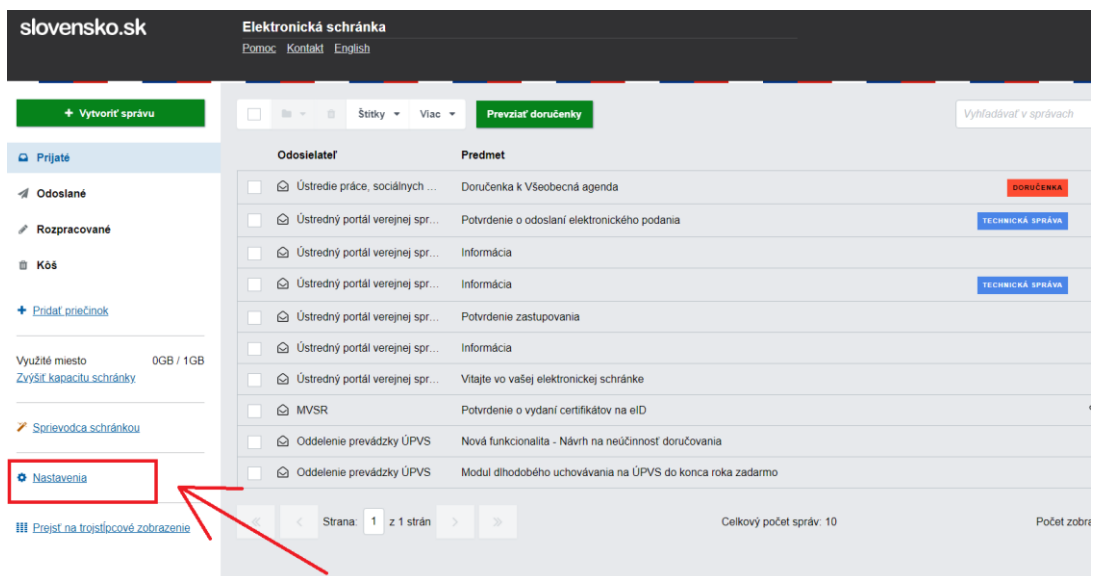 slovensko.sk
Elektronická schránka
Pomoc Kontakt English
+ Vytvoriť správu
Štítky Viac Prevziať doručenky
Vyhľadávať v správach
Prijaté
Odoslané
Rozpracované
Kôš
+ Pridať priečinok
Využité miesto 0GB / 1GB
Zvýšiť kapacitu schránky
Sprievodca schránkou
Nastavenia
Prejsť na trojstĺpcové zobrazenie
Odosielateľ Predmet
Ústredie práce, sociálnych ... Doručenka k Všeobecná agenda DORUČENKA
Ústredný portál verejnej spr... Potvrdenie o odoslaní elektronického podania TECHNICKÁ SPRÁVA
Ústredný portál verejnej spr... Informácia
Ústredný portál verejnej spr... Informácia TECHNICKÁ SPRÁVA
Ústredný portál verejnej spr... Potvrdenie zastupovania
Ústredný portál verejnej spr... Informácia
Ústredný portál verejnej spr... Vitajte vo vašej elektronickej schránke
MVSR Potvrdenie o vydaní certifikátov na eID
Oddelenie prevádzky ÚPVS Nová funkcionalita - Návrh na neúčinnosť doručovania
Oddelenie prevádzky ÚPVS Modul dlhodobého uchovávania na ÚPVS do konca roka zadarmo
« < Strana: 1 z 1 strán > » Celkový počet správ: 10 Počet